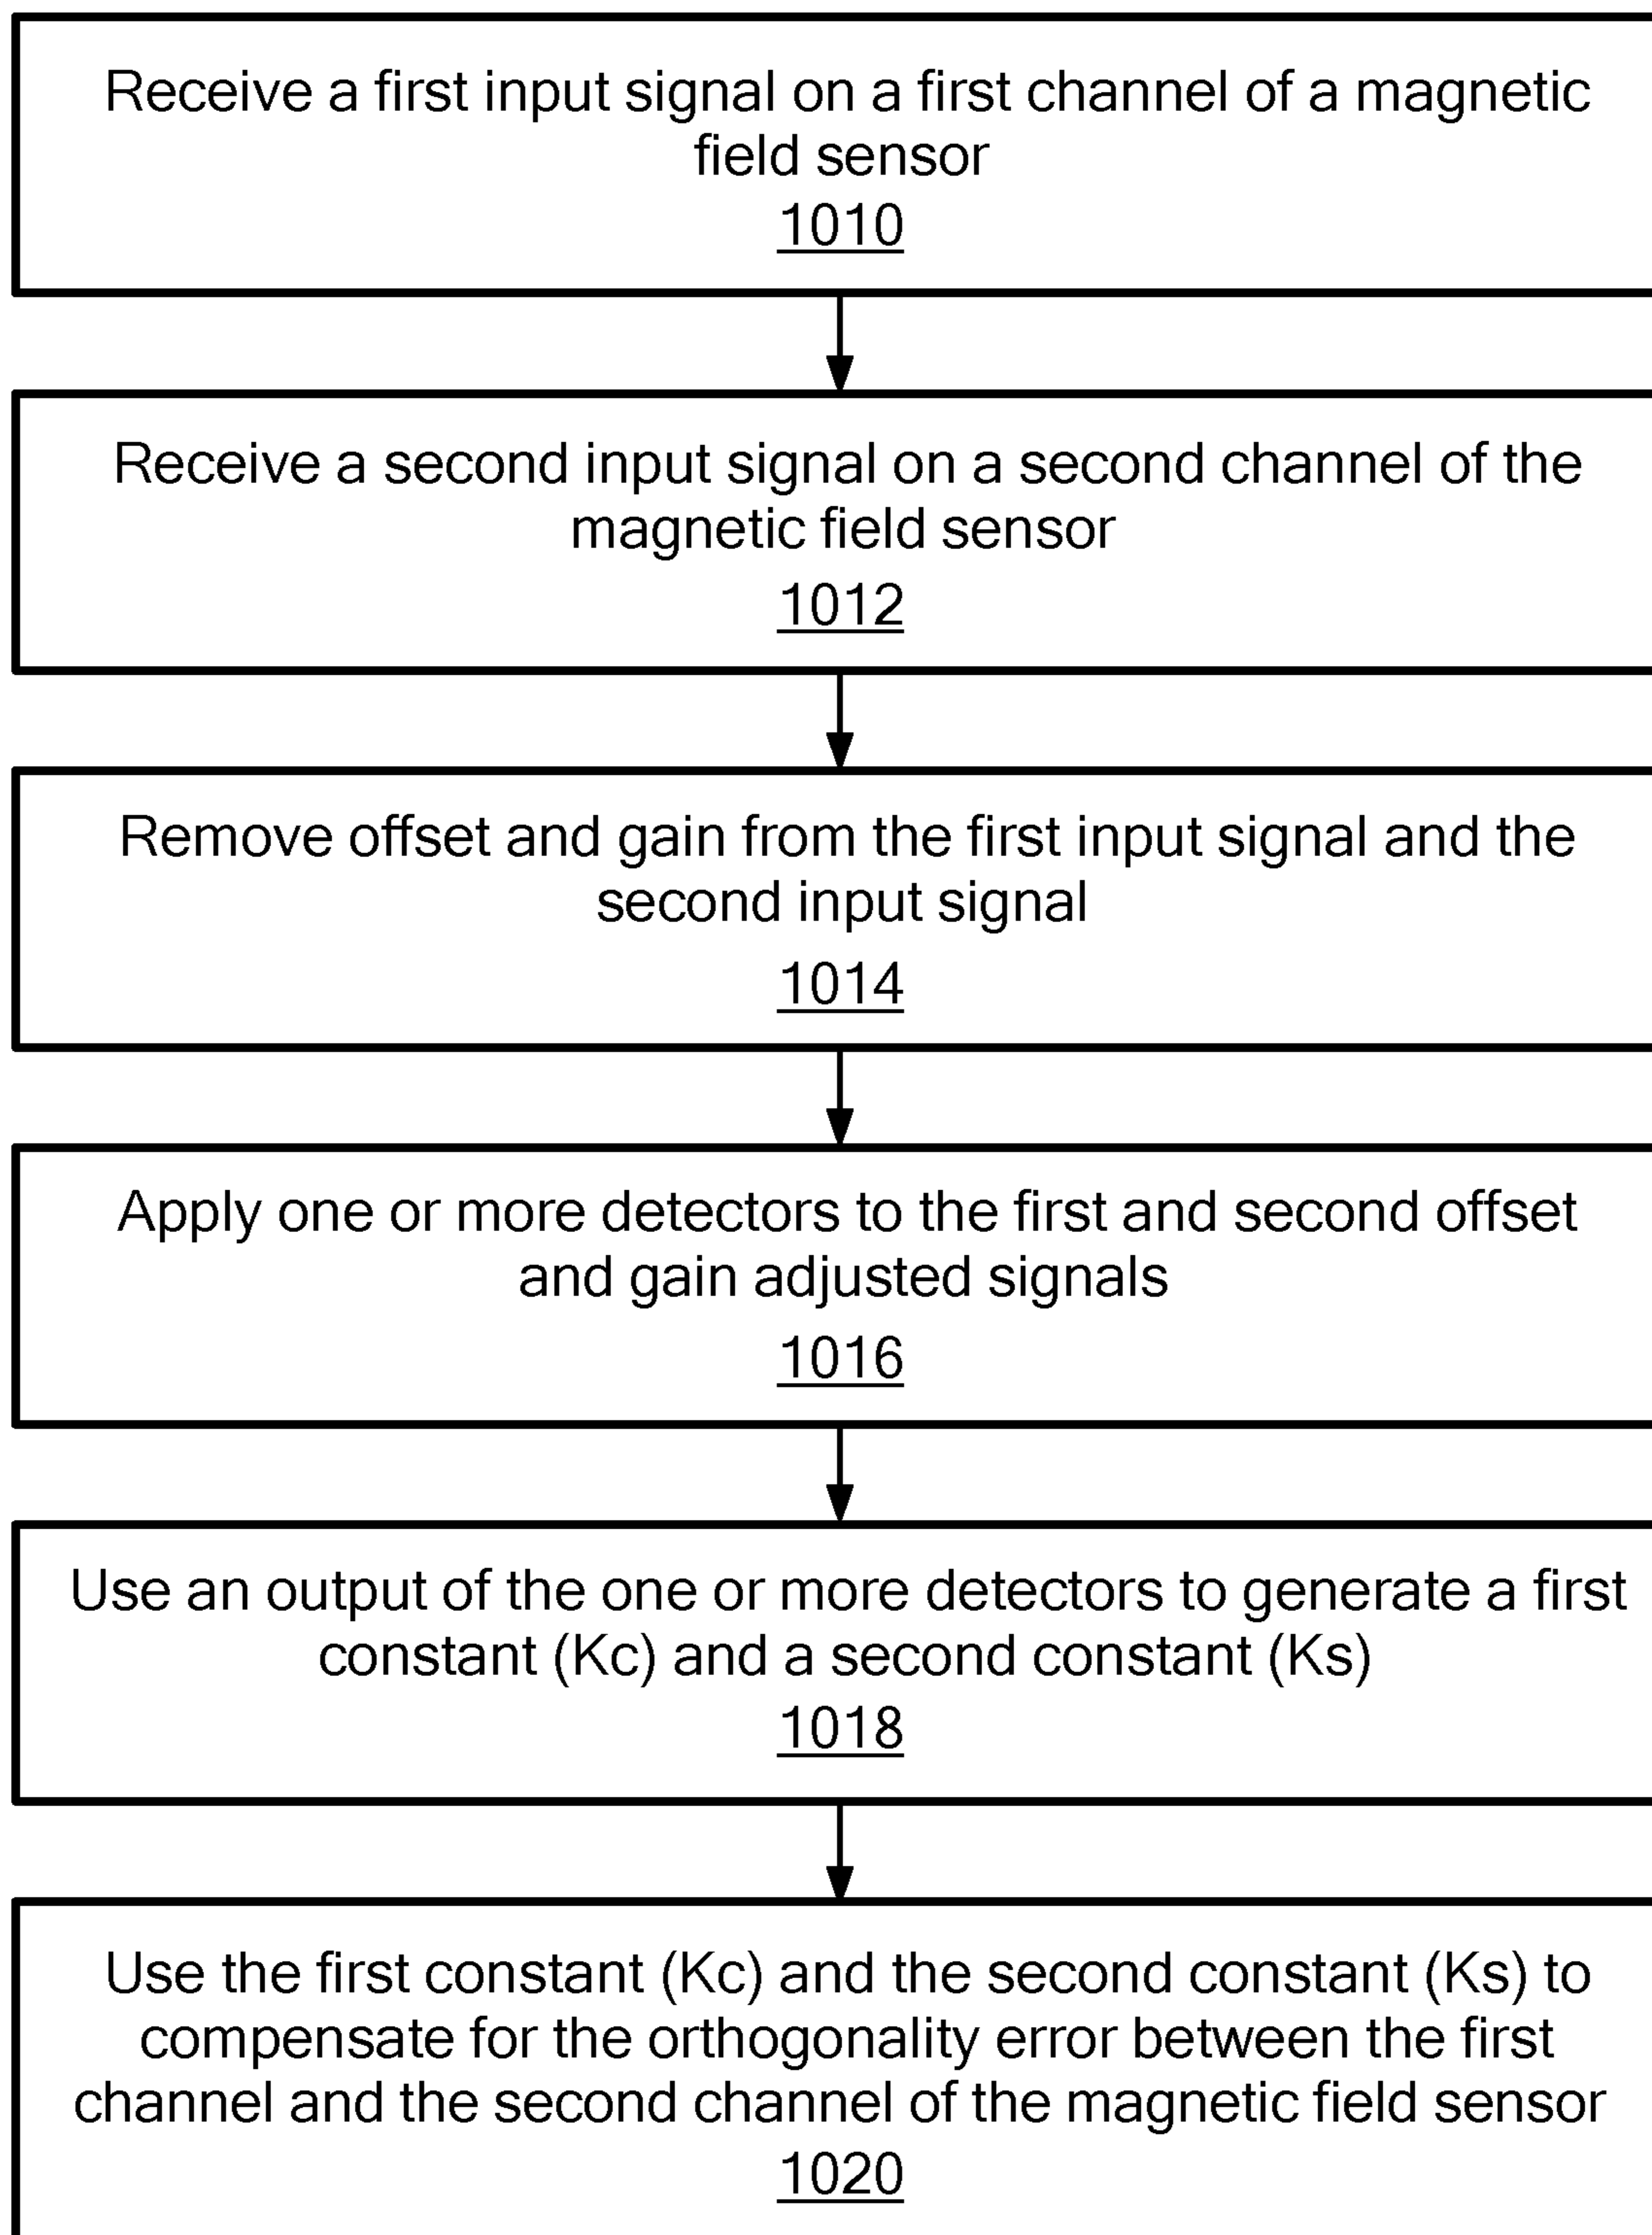 Receive a first input signal on a first channel of a magnetic
field sensor
1010
Receive a second input signal on a second channel of the
magnetic field sensor
1012
Remove offset and gain from the first input signal and the
second input signal
1014
Apply one or more detectors to the first and second offset
and gain adjusted signals
1016
Use an output of the one or more detectors to generate a first
constant (Kc) and a second constant (Ks)
1018
Use the first constant (Kc) and the second constant (Ks) to
compensate for the orthogonality error between the first
channel and the second channel of the magnetic field sensor
1020